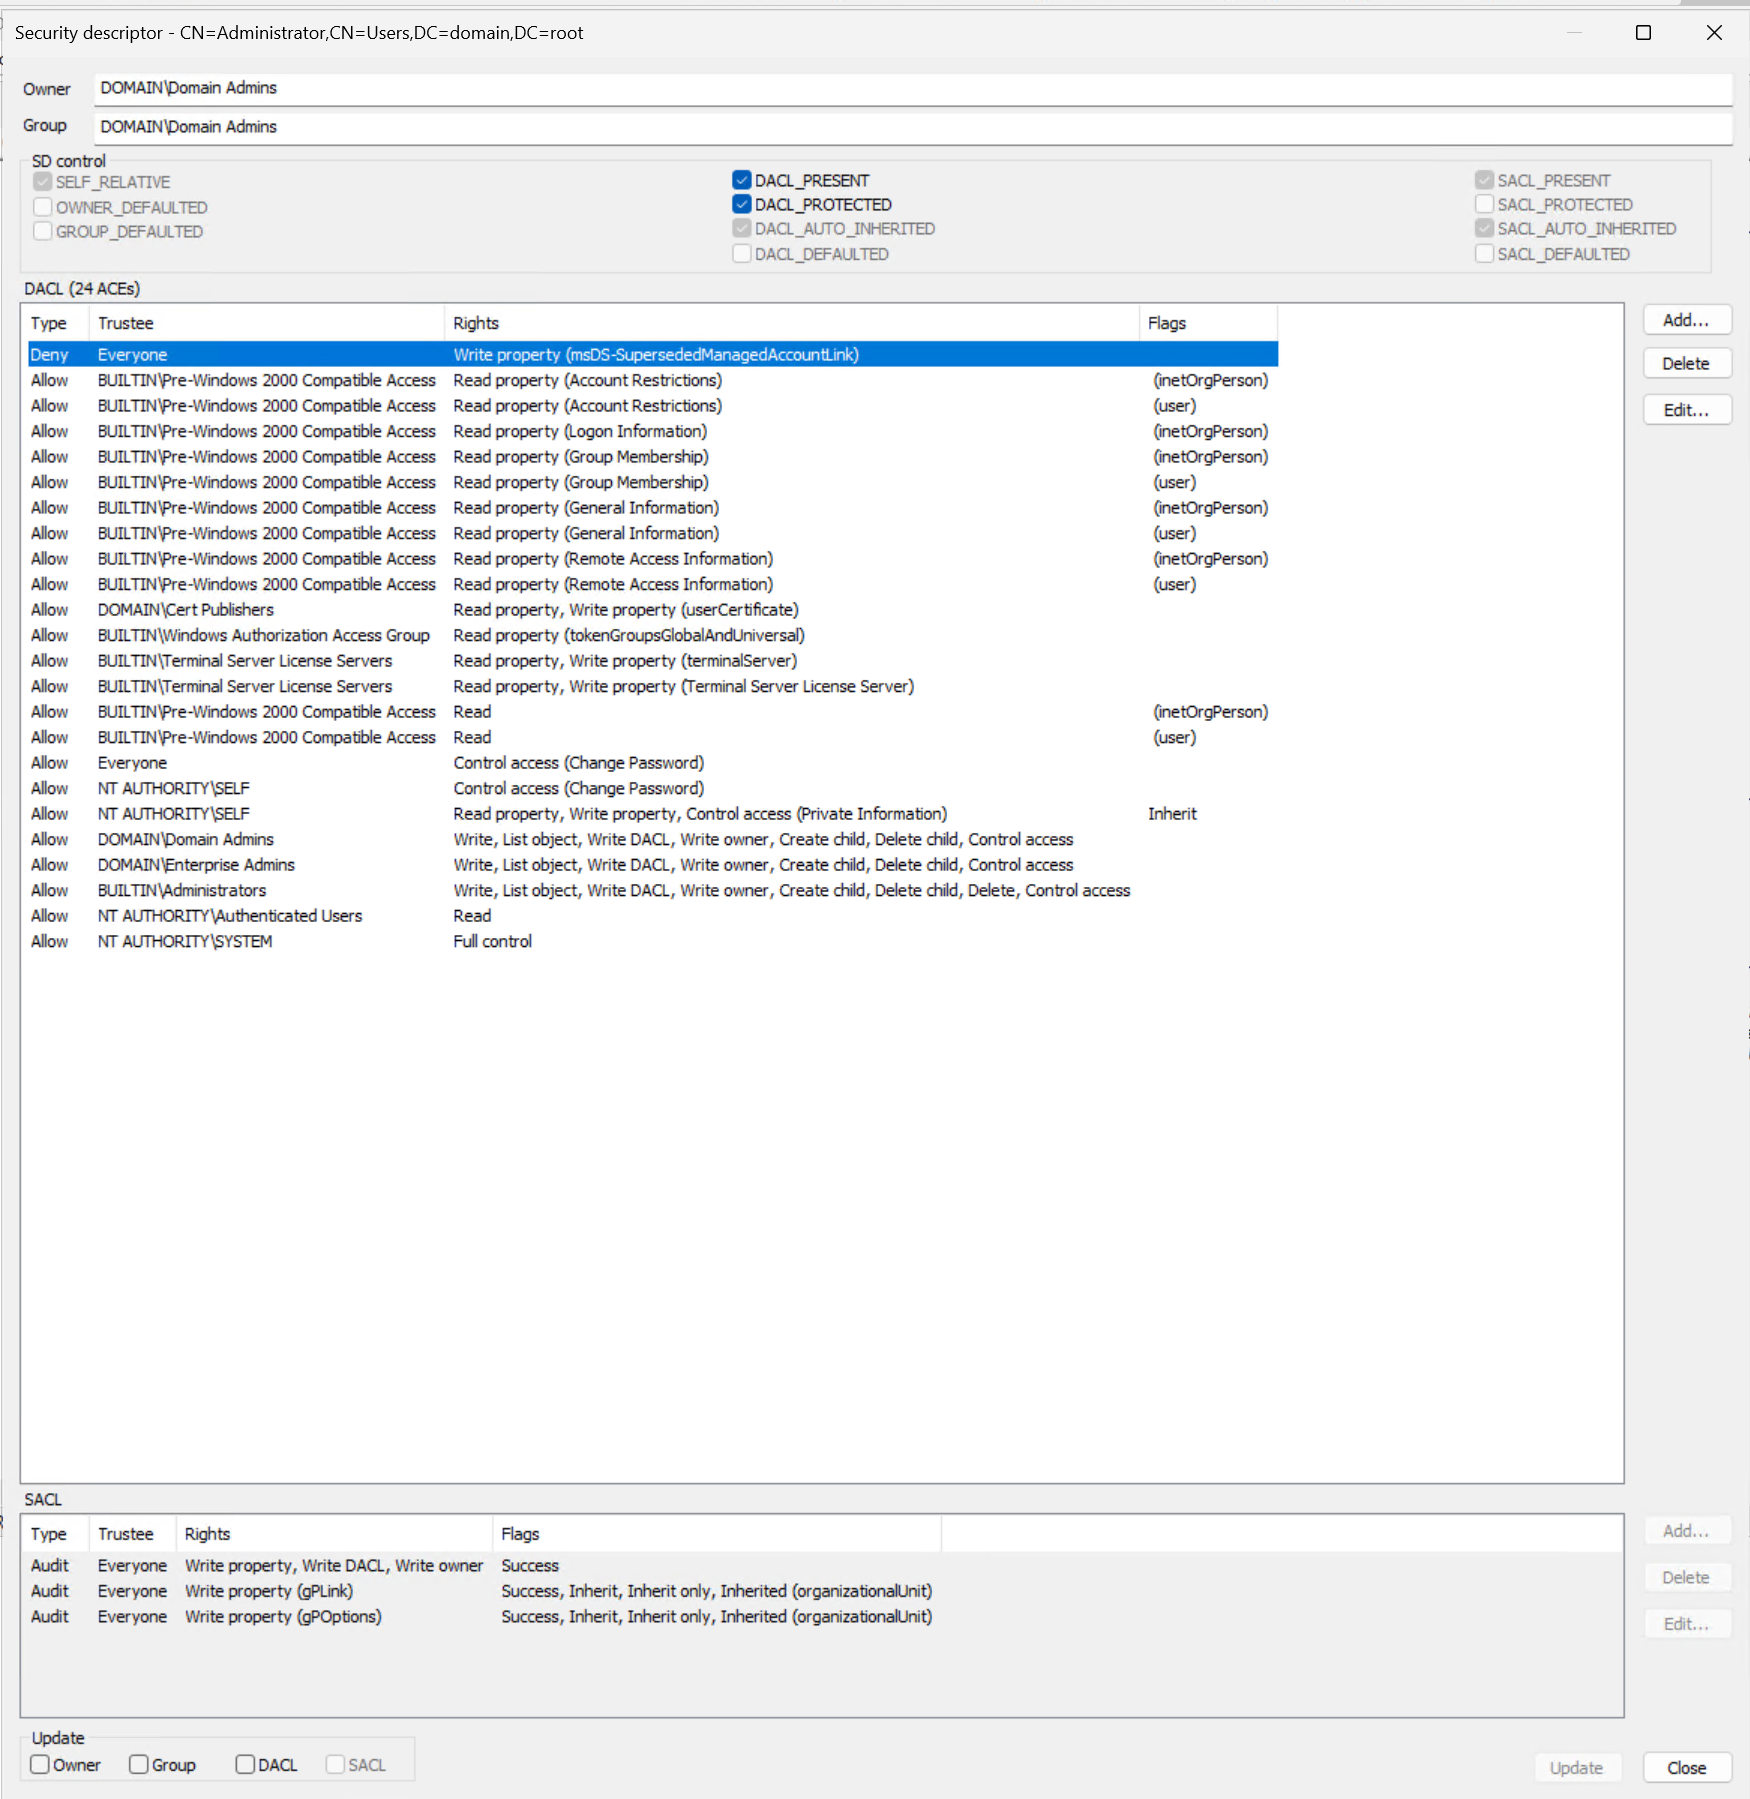 Security descriptor - CN=Administrator,CN=Users,DC=domain,DC=root
Owner DOMAIN\Domain Admins
Group DOMAIN\Domain Admins
SD control
SELF_RELATIVE DACL_PRESENT SACL_PRESENT
OWNER_DEFAULTED DACL_PROTECTED SACL_PROTECTED
GROUP_DEFAULTED DACL_AUTO_INHERITED SACL_AUTO_INHERITED
DACL_DEFAULTED SACL_DEFAULTED
DACL (24 ACEs)
Type Trustee Rights Flags Add...
Deny Everyone Write property (msDS-SupersededManagedAccountLink) Delete
Allow BUILTIN\Pre-Windows 2000 Compatible Access Read property (Account Restrictions) (inetOrgPerson)
Allow BUILTIN\Pre-Windows 2000 Compatible Access Read property (Account Restrictions) (user) Edit...
Allow BUILTIN\Pre-Windows 2000 Compatible Access Read property (Logon Information) (inetOrgPerson)
Allow BUILTIN\Pre-Windows 2000 Compatible Access Read property (Group Membership) (inetOrgPerson)
Allow BUILTIN\Pre-Windows 2000 Compatible Access Read property (Group Membership) (user)
Allow BUILTIN\Pre-Windows 2000 Compatible Access Read property (General Information) (inetOrgPerson)
Allow BUILTIN\Pre-Windows 2000 Compatible Access Read property (General Information) (user)
Allow BUILTIN\Pre-Windows 2000 Compatible Access Read property (Remote Access Information) (inetOrgPerson)
Allow BUILTIN\Pre-Windows 2000 Compatible Access Read property (Remote Access Information) (user)
Allow DOMAIN\Cert Publishers Read property, Write property (userCertificate)
Allow BUILTIN\Windows Authorization Access Group Read property (tokenGroupsGlobalAndUniversal)
Allow BUILTIN\Terminal Server License Servers Read property, Write property (terminalServer)
Allow BUILTIN\Terminal Server License Servers Read property, Write property (Terminal Server License Server)
Allow BUILTIN\Pre-Windows 2000 Compatible Access Read (inetOrgPerson)
Allow BUILTIN\Pre-Windows 2000 Compatible Access Read (user)
Allow Everyone Control access (Change Password)
Allow NT AUTHORITY\SELF Control access (Change Password)
Allow NT AUTHORITY\SELF Read property, Write property, Control access (Private Information) Inherit
Allow DOMAIN\Domain Admins Write, List object, Write DACL, Write owner, Create child, Delete child, Control access
Allow DOMAIN\Enterprise Admins Write, List object, Write DACL, Write owner, Create child, Delete child, Control access
Allow BUILTIN\Administrators Write, List object, Write DACL, Write owner, Create child, Delete child, Delete, Control access
Allow NT AUTHORITY\Authenticated Users Read
Allow NT AUTHORITY\SYSTEM Full control
SACL
Type Trustee Rights Flags Add...
Audit Everyone Write property, Write DACL, Write owner Success
Audit Everyone Write property (gPLink) Success, Inherit, Inherit only, Inherited (organizationalUnit) Delete
Audit Everyone Write property (gPOptions) Success, Inherit, Inherit only, Inherited (organizationalUnit) Edit...
Update
Owner Group DACL SACL Update Close